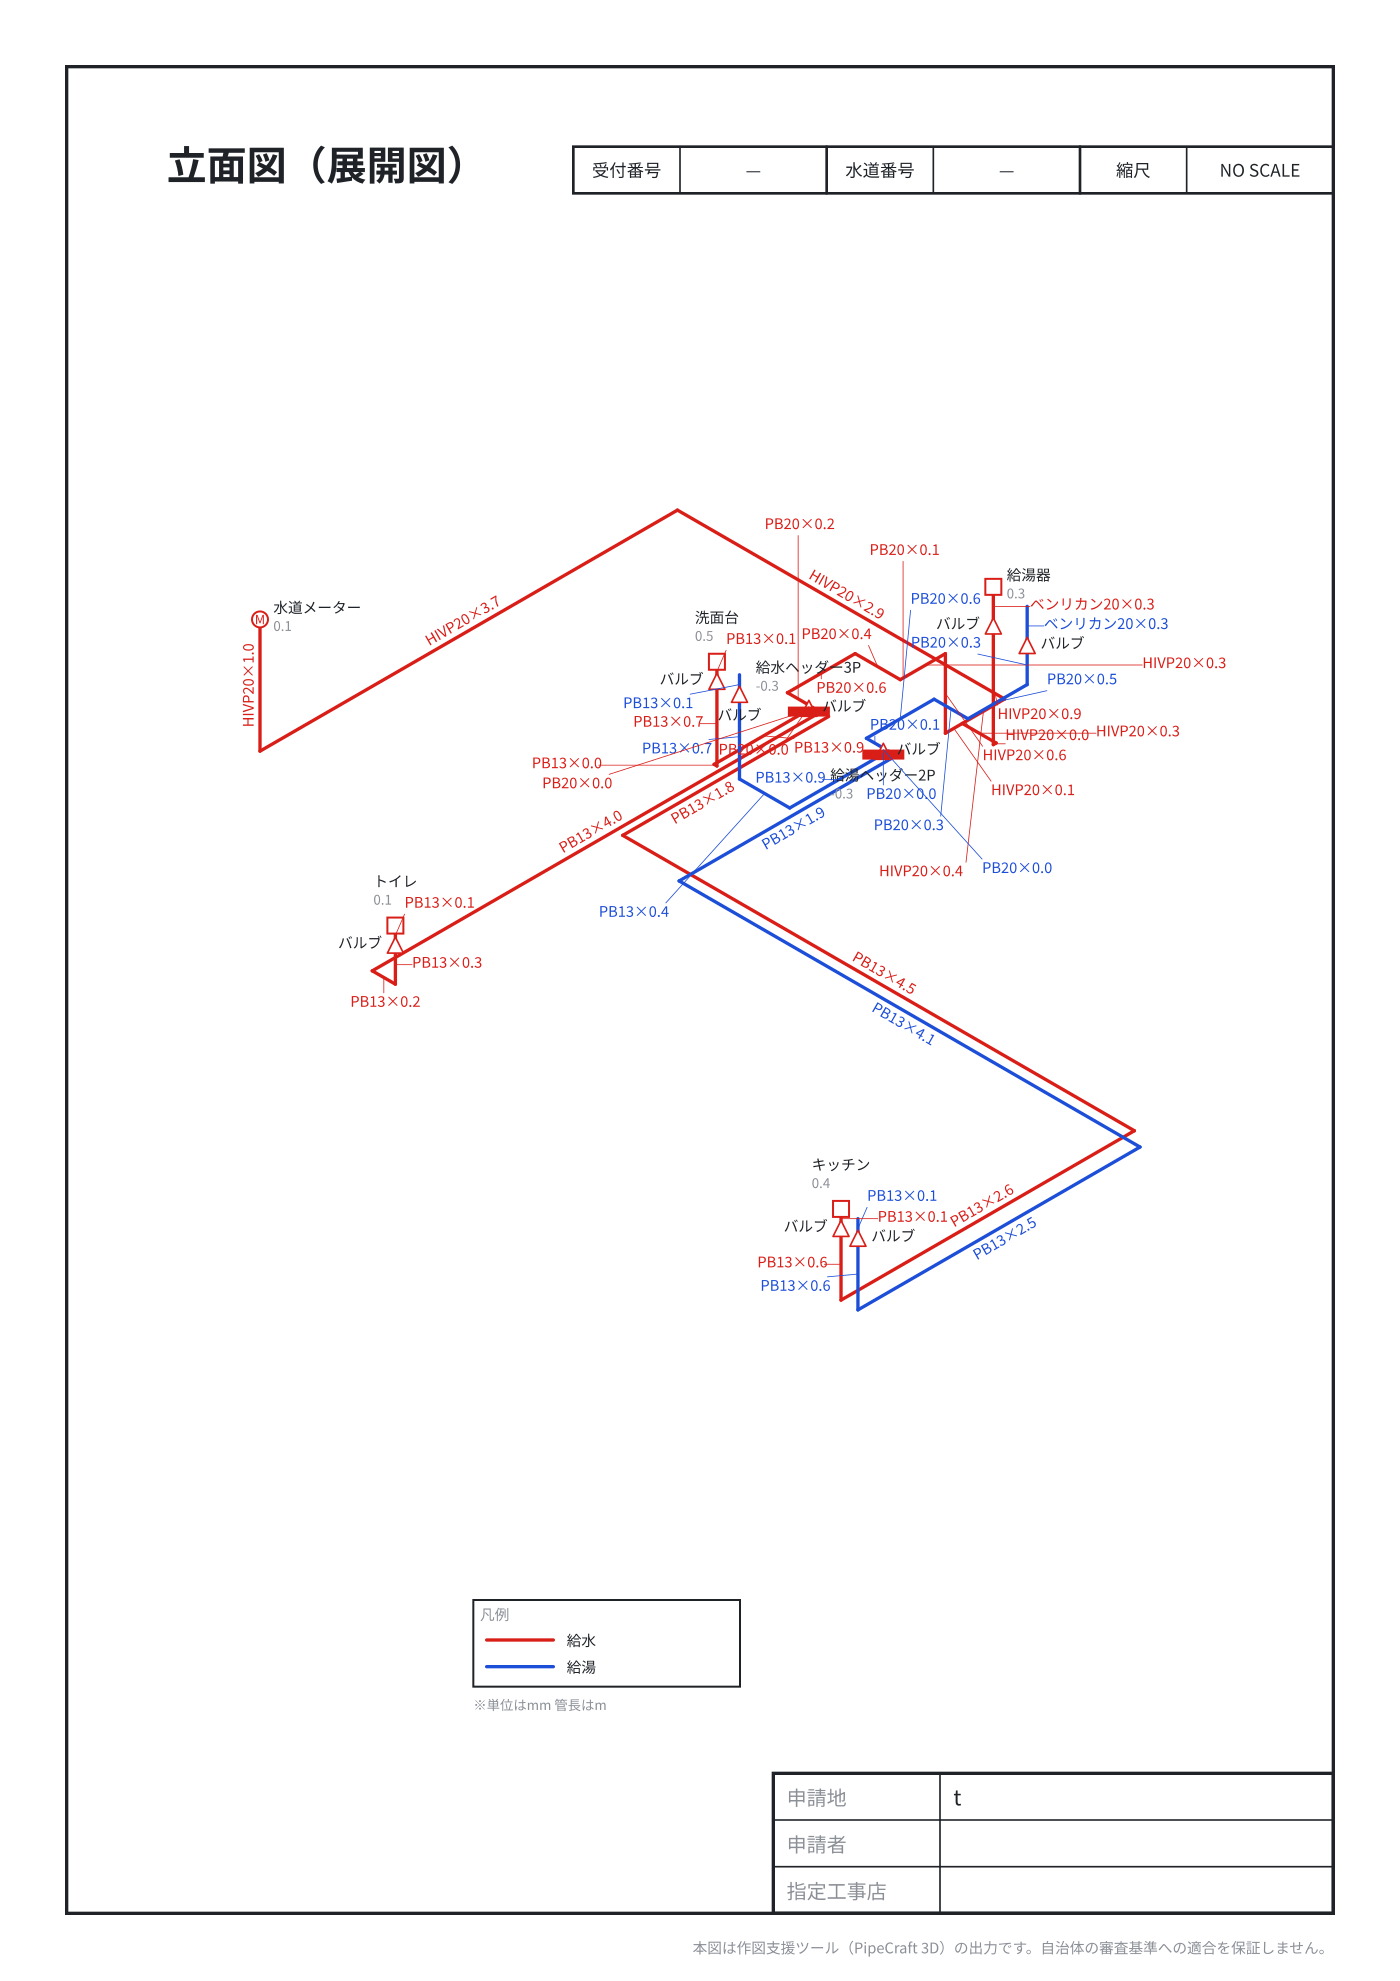 立面図（展開図）
受付番号 — 水道番号 — 縮尺 NO SCALE
PB20×0.2
PB20×0.1
HIVP20×2.9
給湯器
0.3
PB20×0.6
ベンリカン20×0.3
水道メーター
0.1
M
HIVP20×3.7
洗面台
0.5
バルブ
ベンリカン20×0.3
PB13×0.1
PB20×0.4
PB20×0.3
バルブ
HIVP20×1.0
給水ヘッダー3P
-0.3
HIVP20×0.3
バルブ
PB20×0.6
PB20×0.5
PB13×0.1
バルブ
バルブ
HIVP20×0.9
PB13×0.7
PB20×0.1
HIVP20×0.3
HIVP20×0.0
PB13×0.7
PB20×0.0
PB13×0.9
バルブ
HIVP20×0.6
PB13×0.0
PB13×0.9
給湯ヘッダー2P
-0.3
PB20×0.0
PB20×0.0
HIVP20×0.1
PB13×1.8
PB20×0.3
PB13×4.0
PB13×1.9
HIVP20×0.4
PB20×0.0
トイレ
0.1
PB13×0.1
PB13×0.4
バルブ
PB13×0.3
PB13×0.2
PB13×4.5
PB13×4.1
キッチン
0.4
PB13×0.1
PB13×0.1
PB13×2.6
バルブ
バルブ
PB13×2.5
PB13×0.6
PB13×0.6
凡例
給水
給湯
※単位はmm 管長はm
申請地 t
申請者
指定工事店
本図は作図支援ツール（PipeCraft 3D）の出力です。自治体の審査基準への適合を保証しません。